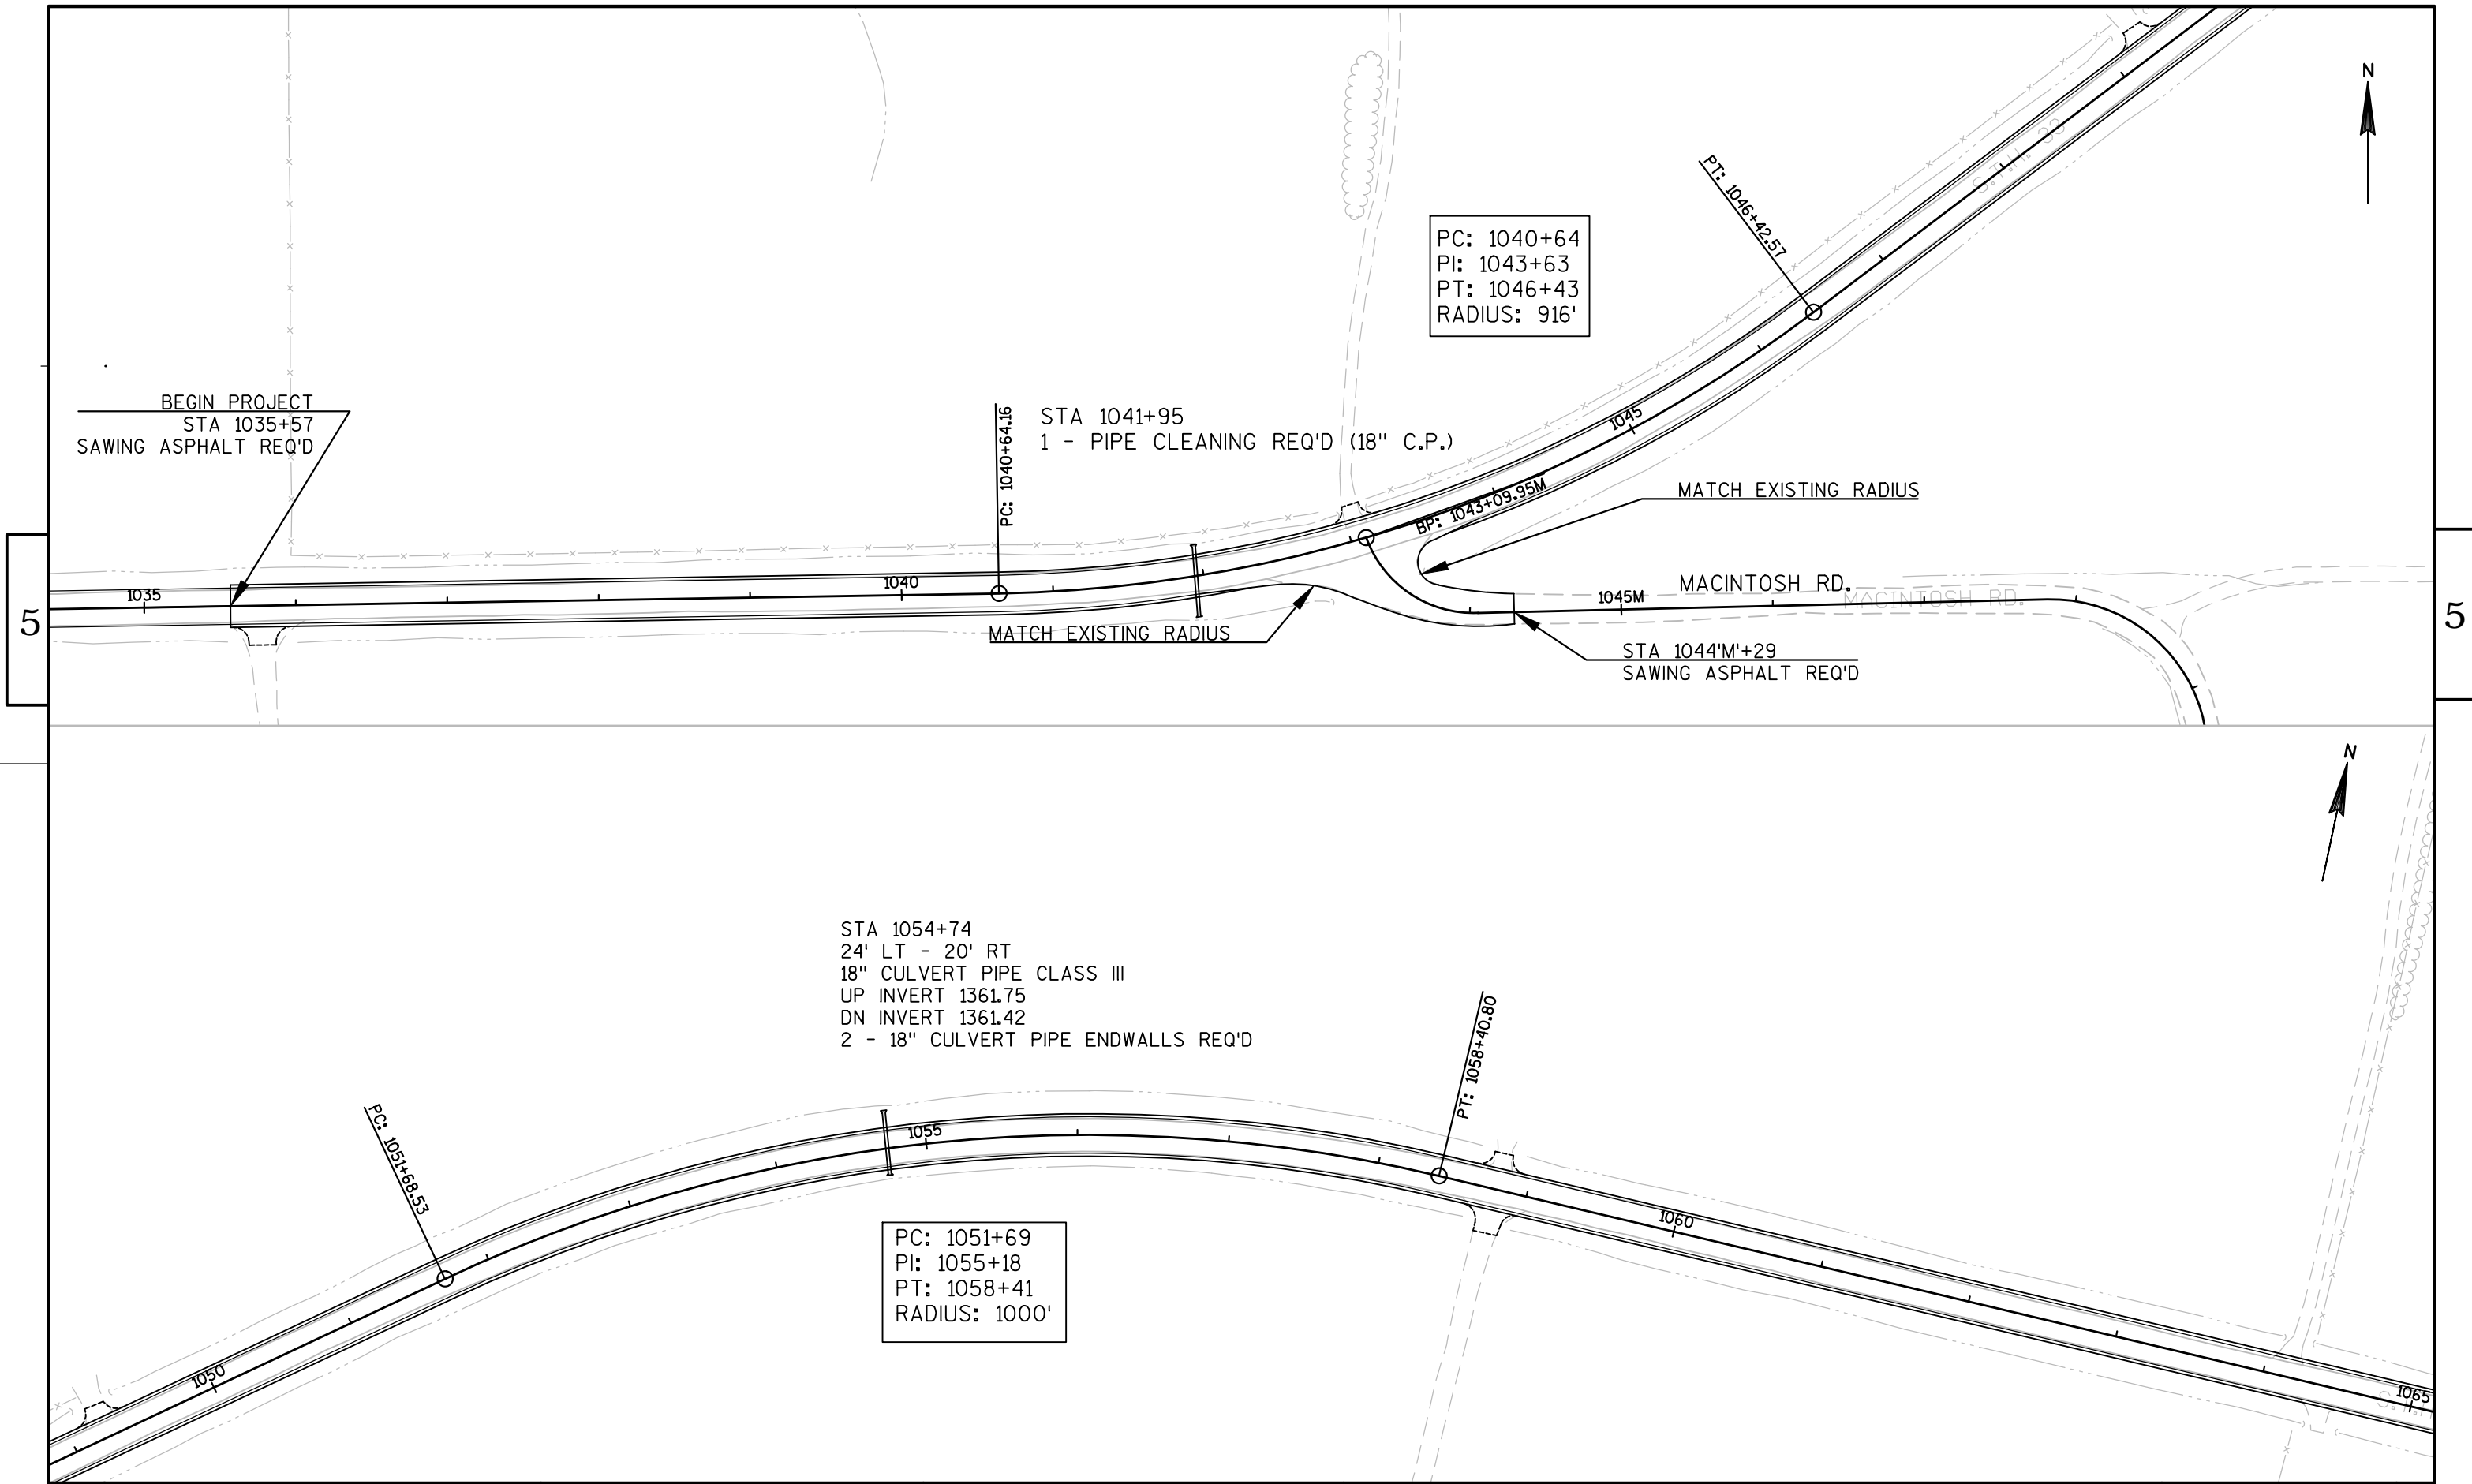 N
S.T.H. 33
PT: 1046+42.57
PC: 1040+64
PI: 1043+63
PT: 1046+43
RADIUS: 916'
BEGIN PROJECT
STA 1035+57
SAWING ASPHALT REQ'D
PC: 1040+64.16
STA 1041+95
1 - PIPE CLEANING REQ'D (18" C.P.)
1045
BP: 1043+09.95M
MATCH EXISTING RADIUS
1035
1040
MACINTOSH RD.
1045M
MACINTOSH RD.
5
5
MATCH EXISTING RADIUS
STA 1044'M'+29
SAWING ASPHALT REQ'D
N
STA 1054+74
24' LT - 20' RT
18" CULVERT PIPE CLASS III
UP INVERT 1361.75
DN INVERT 1361.42
2 - 18" CULVERT PIPE ENDWALLS REQ'D
PT: 1058+40.80
PC: 1051+68.53
1055
1060
PC: 1051+69
PI: 1055+18
PT: 1058+41
RADIUS: 1000'
1050
1065